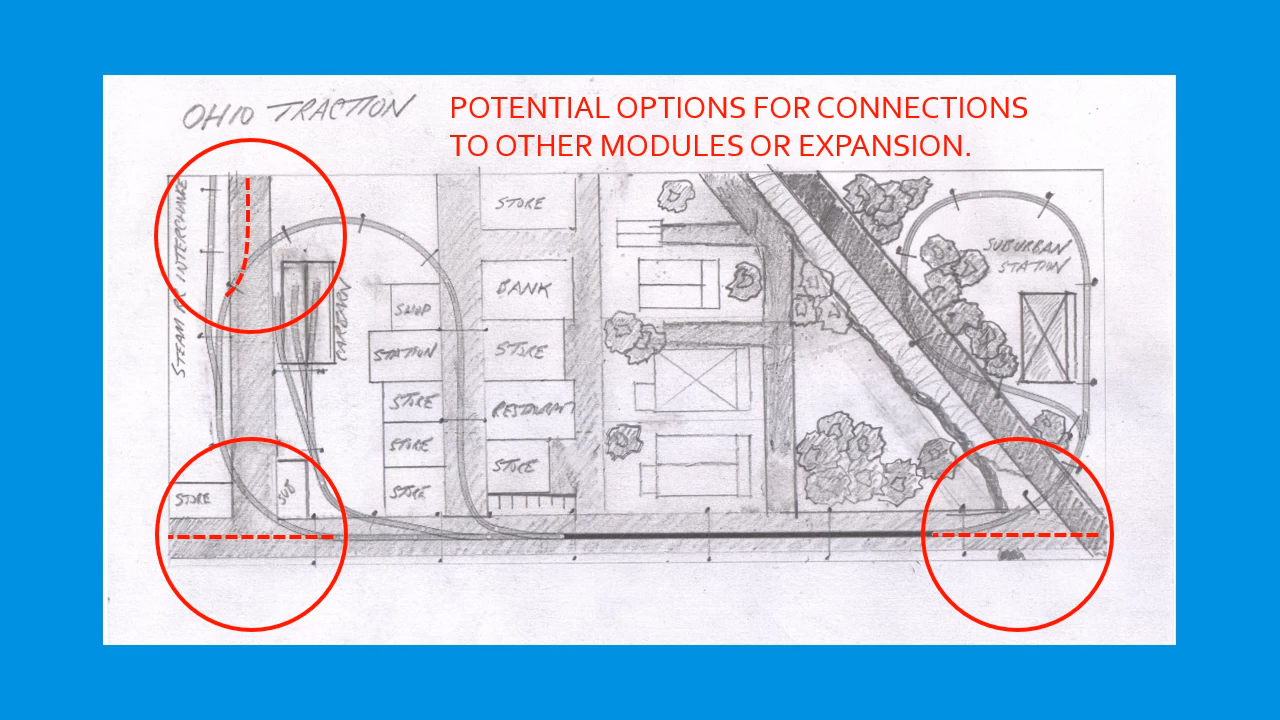 OHIO TRACTION
POTENTIAL OPTIONS FOR CONNECTIONS
TO OTHER MODULES OR EXPANSION.
STEAM RR INTERCHANGE
CARBARN
STORE
SUB
SHOP
STATION
STORE
STORE
STORE
STORE
BANK
STORE
RESTAURANT
STORE
SUBURBAN
STATION